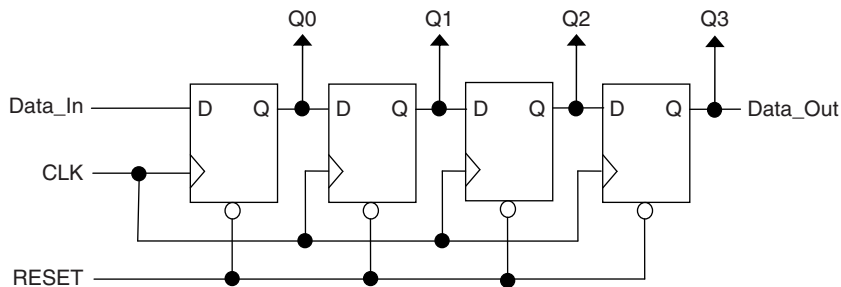 Q0 Q1 Q2 Q3
Data_In D Q D Q D Q D Q Data_Out
CLK
RESET